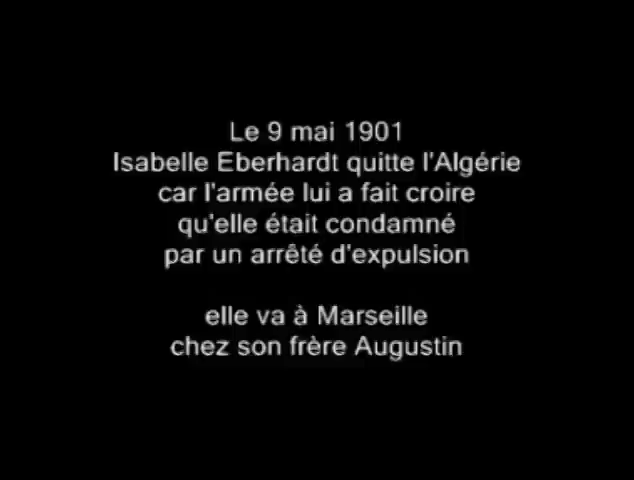 Le 9 mai 1901
Isabelle Eberhardt quitte l'Algérie
car l'armée lui a fait croire
qu'elle était condamné
par un arrêté d'expulsion
elle va à Marseille
chez son frère Augustin